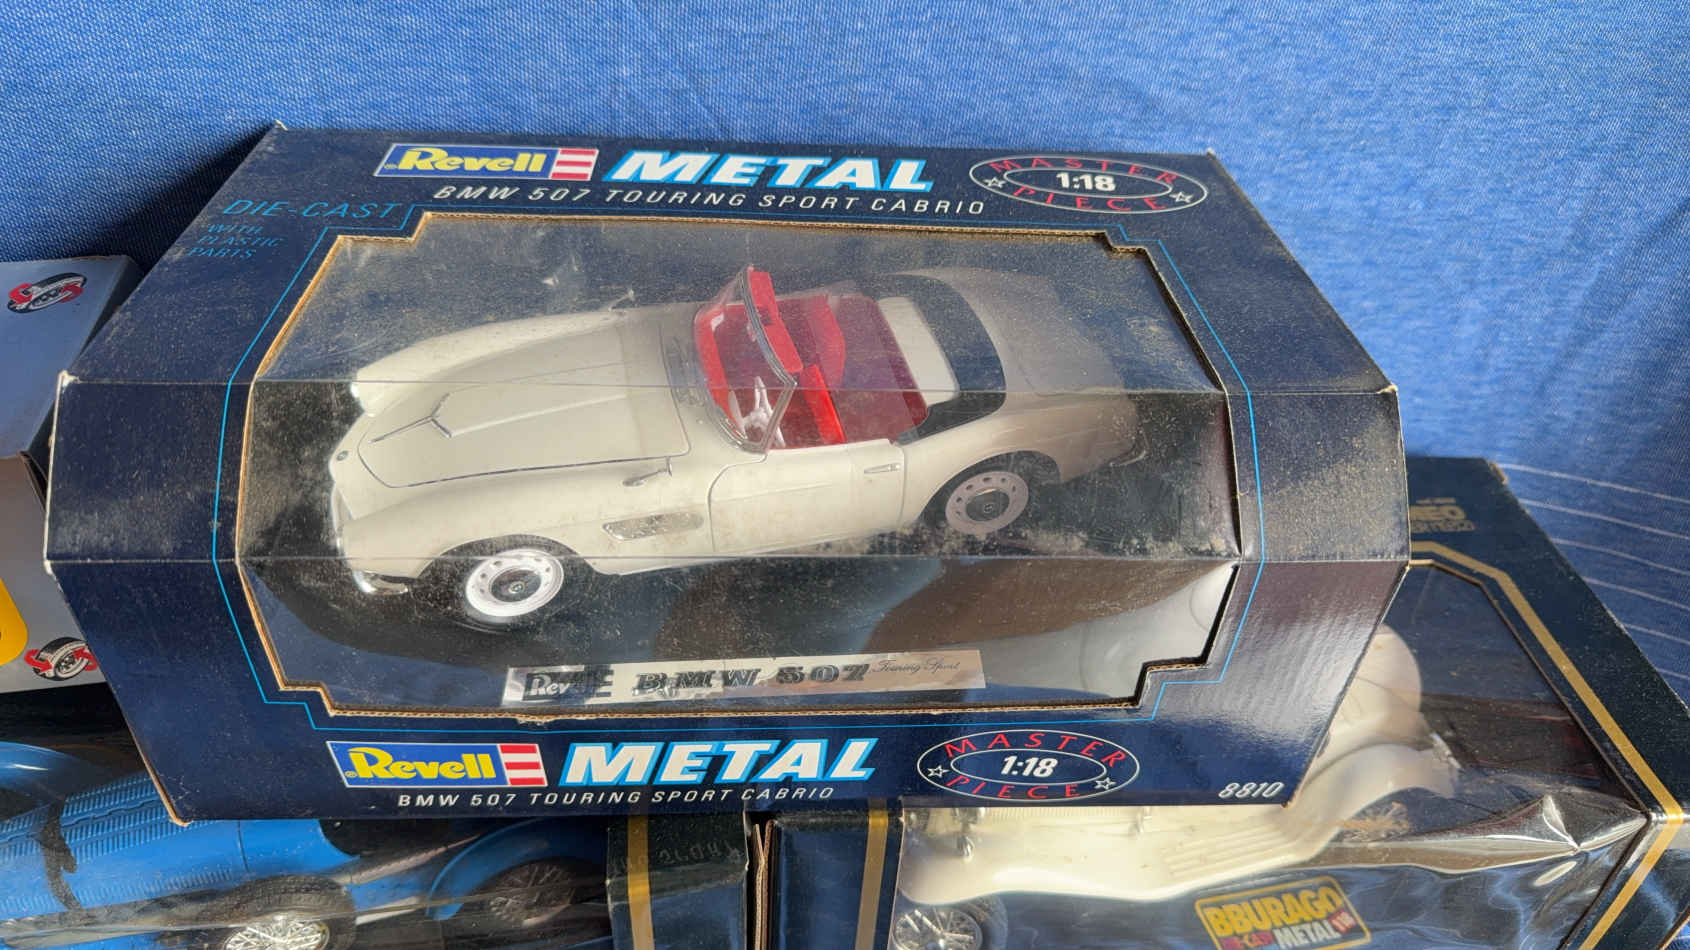 Revell METAL
BMW 507 TOURING SPORT CABRIO
MASTER
1:18
PIECE
DIE-CAST
WITH
PLASTIC
PARTS
BMW 507 Touring Sport
Revell METAL
BMW 507 TOURING SPORT CABRIO
MASTER
1:18
PIECE
8810
BBURAGO
METAL